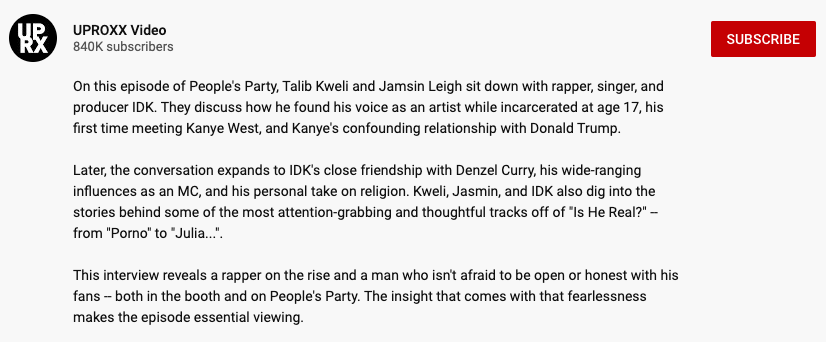 UP
RX
UPROXX Video
840K subscribers
SUBSCRIBE
On this episode of People's Party, Talib Kweli and Jamsin Leigh sit down with rapper, singer, and
producer IDK. They discuss how he found his voice as an artist while incarcerated at age 17, his
first time meeting Kanye West, and Kanye's confounding relationship with Donald Trump.
Later, the conversation expands to IDK's close friendship with Denzel Curry, his wide-ranging
influences as an MC, and his personal take on religion. Kweli, Jasmin, and IDK also dig into the
stories behind some of the most attention-grabbing and thoughtful tracks off of "Is He Real?" --
from "Porno" to "Julia...".
This interview reveals a rapper on the rise and a man who isn't afraid to be open or honest with his
fans -- both in the booth and on People's Party. The insight that comes with that fearlessness
makes the episode essential viewing.